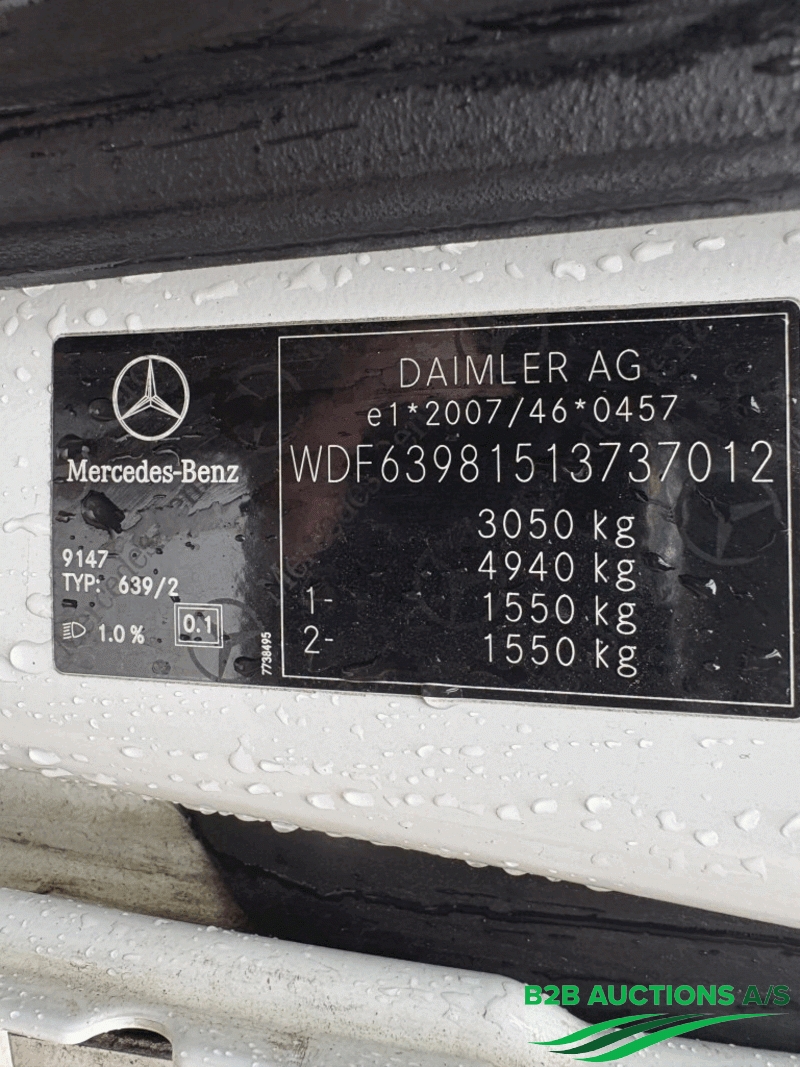 DAIMLER AG
e1*2007/46*0457
WDF63981513737012
3050 kg
4940 kg
1- 1550 kg
2- 1550 kg
Mercedes-Benz
9147
TYP: 639/2
1.0 %
0.1
7738495
B2B AUCTIONS A/S